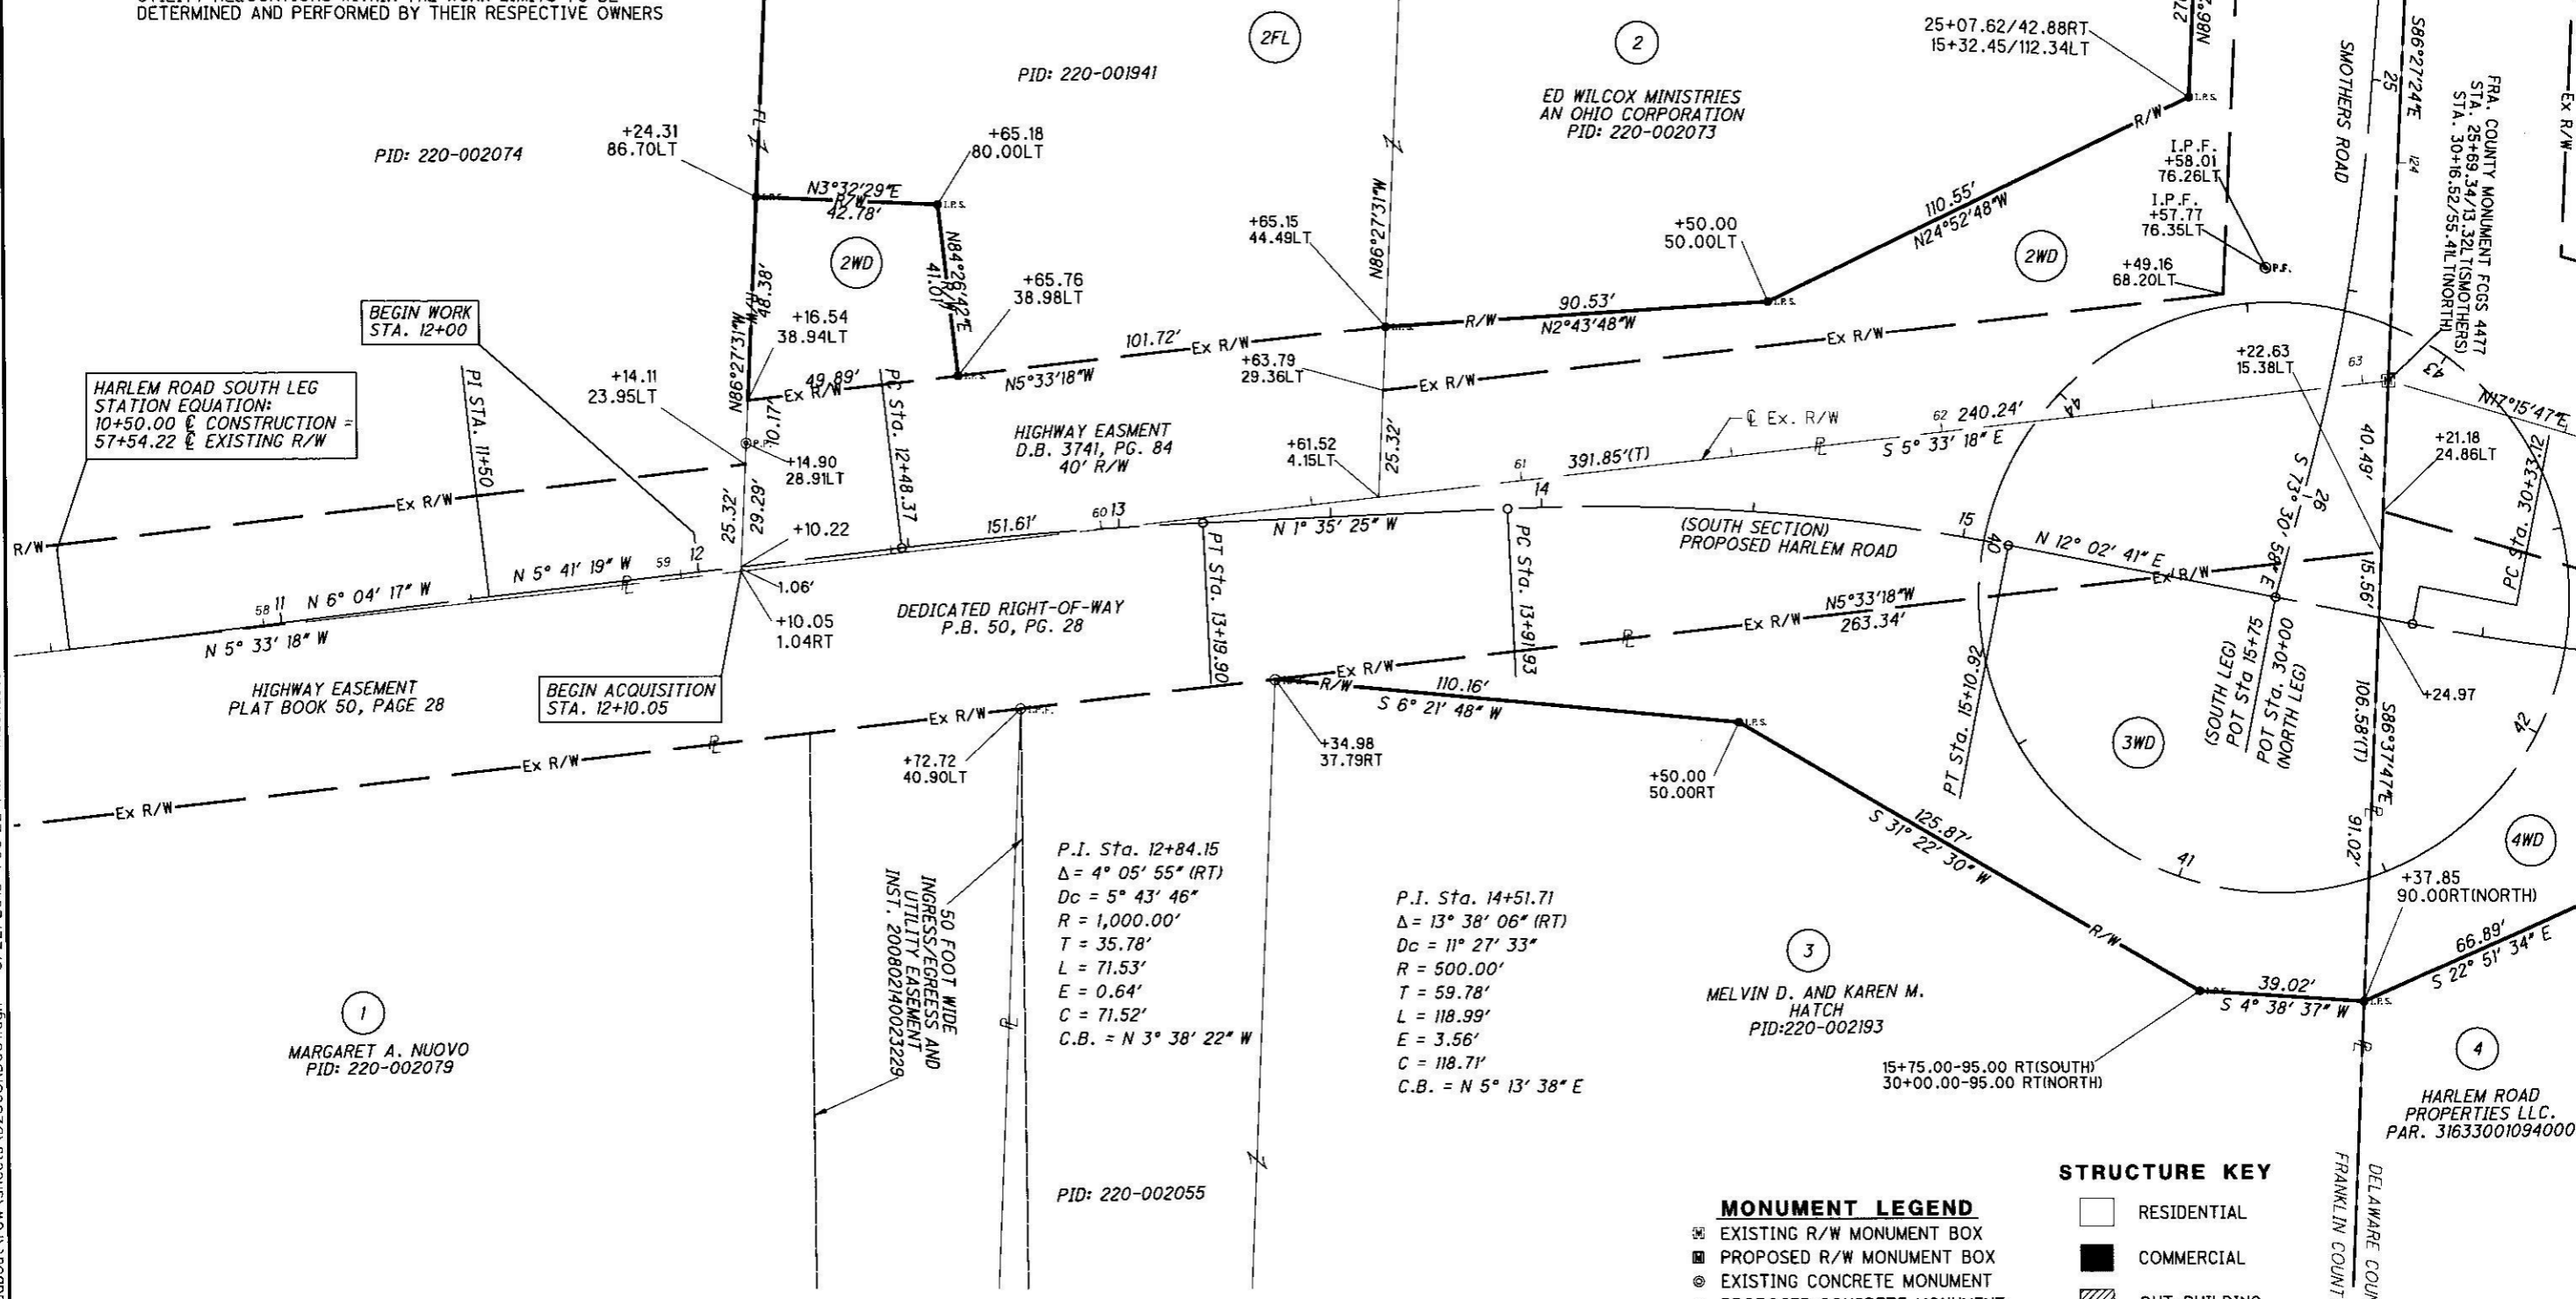 DETERMINED AND PERFORMED BY THEIR RESPECTIVE OWNERS
PID: 220-001941
2FL
2
ED WILCOX MINISTRIES
AN OHIO CORPORATION
PID: 220-002073
25+07.62/42.88RT
15+32.45/112.34LT
SMOTHERS ROAD
25
S86°27'24"E
124
FRA. COUNTY MONUMENT FCGS 4477
STA. 25+69.34/13.32LT(SMOTHERS)
STA. 30+16.52/55.41LT(NORTH)
Ex R/W
PID: 220-002074
+24.31
86.70LT
FL
+65.18
80.00LT
N3°32'29"E
R/W
42.78'
I.P.S.
2WD
N84°26'42"E
R/W
41.01'
+65.76
38.98LT
48.38'
N86°27'31"W
+16.54
38.94LT
49.89'
Ex R/W
10.17'
+14.11
23.95LT
+14.90
28.91LT
25.32'
29.29'
+10.22
1.06'
+10.05
1.04RT
BEGIN WORK
STA. 12+00
HARLEM ROAD SOUTH LEG
STATION EQUATION:
10+50.00 ℄ CONSTRUCTION =
57+54.22 ℄ EXISTING R/W
PI STA. 11+50
PC Sta. 12+48.37
101.72'
Ex R/W
N5°33'18"W
HIGHWAY EASMENT
D.B. 3741, PG. 84
40' R/W
+65.15
44.49LT
N86°27'31"W
+63.79
29.36LT
+61.52
4.15LT
25.32'
R/W
90.53'
N2°43'48"W
+50.00
50.00LT
I.P.S.
110.55'
N24°52'48"W
R/W
I.P.S.
2WD
I.P.F.
+58.01
76.26LT
I.P.F.
+57.77
76.35LT
+49.16
68.20LT
Ex R/W
Ex R/W
℄ Ex. R/W
62
240.24'
61
391.85'(T)
S 5° 33' 18" E
44
43
63
+22.63
15.38LT
N17°15'47"E
40.49'
+21.18
24.86LT
PC Sta. 30+33.12
S 73° 30' 58" E
26
15.56'
R/W
Ex R/W
N 5° 41' 19" W
59
12
58
11
N 6° 04' 17" W
N 5° 33' 18" W
151.61'
60
13
N 1° 35' 25" W
14
PT Sta. 13+19.90
PC Sta. 13+91.93
(SOUTH SECTION)
PROPOSED HARLEM ROAD
15
40
N 12° 02' 41" E
Ex R/W
N5°33'18"W
263.34'
Ex R/W
DEDICATED RIGHT-OF-WAY
P.B. 50, PG. 28
HIGHWAY EASEMENT
PLAT BOOK 50, PAGE 28
BEGIN ACQUISITION
STA. 12+10.05
Ex R/W
Ex R/W
Ex R/W
I.P.F.
+72.72
40.90LT
Ex R/W
R/W
110.16'
S 6° 21' 48" W
+34.98
37.79RT
I.P.S.
+50.00
50.00RT
PT Sta. 15+10.92
(SOUTH LEG)
POT Sta 15+75
POT Sta. 30+00
(NORTH LEG)
+24.97
106.58'(T)
S86°37'47"E
91.02'
3WD
42
41
4WD
125.87'
S 31° 22' 30" W
R/W
+37.85
90.00RT(NORTH)
66.89'
S 22° 51' 34" E
39.02'
S 4° 38' 37" W
I.P.S.
50 FOOT WIDE
INGRESS/EGREESS AND
UTILITY EASEMENT
INST. 200802140023229
P.I. Sta. 12+84.15
Δ = 4° 05' 55" (RT)
Dc = 5° 43' 46"
R = 1,000.00'
T = 35.78'
L = 71.53'
E = 0.64'
C = 71.52'
C.B. = N 3° 38' 22" W
P.I. Sta. 14+51.71
Δ = 13° 38' 06" (RT)
Dc = 11° 27' 33"
R = 500.00'
T = 59.78'
L = 118.99'
E = 3.56'
C = 118.71'
C.B. = N 5° 13' 38" E
1
MARGARET A. NUOVO
PID: 220-002079
3
MELVIN D. AND KAREN M.
HATCH
PID:220-002193
15+75.00-95.00 RT(SOUTH)
30+00.00-95.00 RT(NORTH)
4
HARLEM ROAD
PROPERTIES LLC.
PAR. 31633001094000
PID: 220-002055
FRANKLIN COUNT
DELAWARE COU
MONUMENT LEGEND
EXISTING R/W MONUMENT BOX
PROPOSED R/W MONUMENT BOX
EXISTING CONCRETE MONUMENT
STRUCTURE KEY
RESIDENTIAL
COMMERCIAL